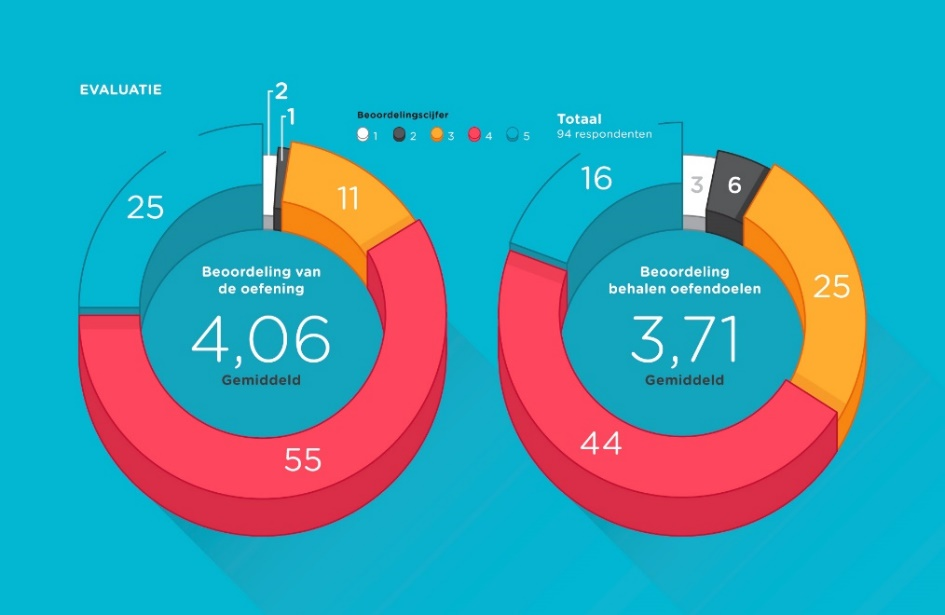 EVALUATIE
Beoordelingscijfer
1 2 3 4 5
Totaal
94 respondenten
2
1
11
25
55
Beoordeling van
de oefening
4,06
Gemiddeld
3
6
16
25
44
Beoordeling
behalen oefendoelen
3,71
Gemiddeld